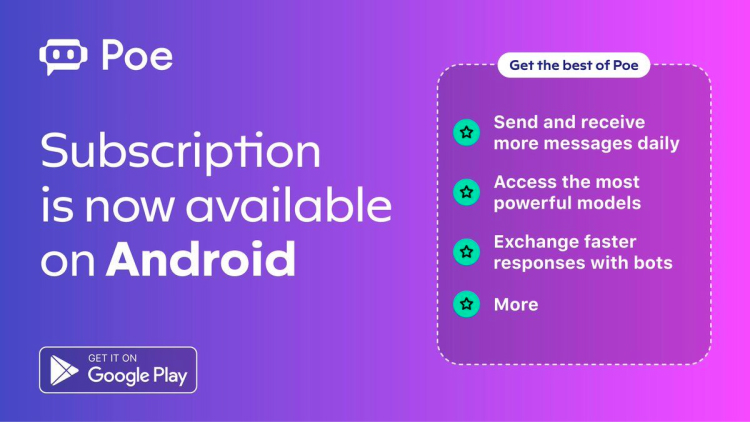 Poe
Subscription
is now available
on Android
GET IT ON
Google Play
Get the best of Poe
Send and receive
more messages daily
Access the most
powerful models
Exchange faster
responses with bots
More